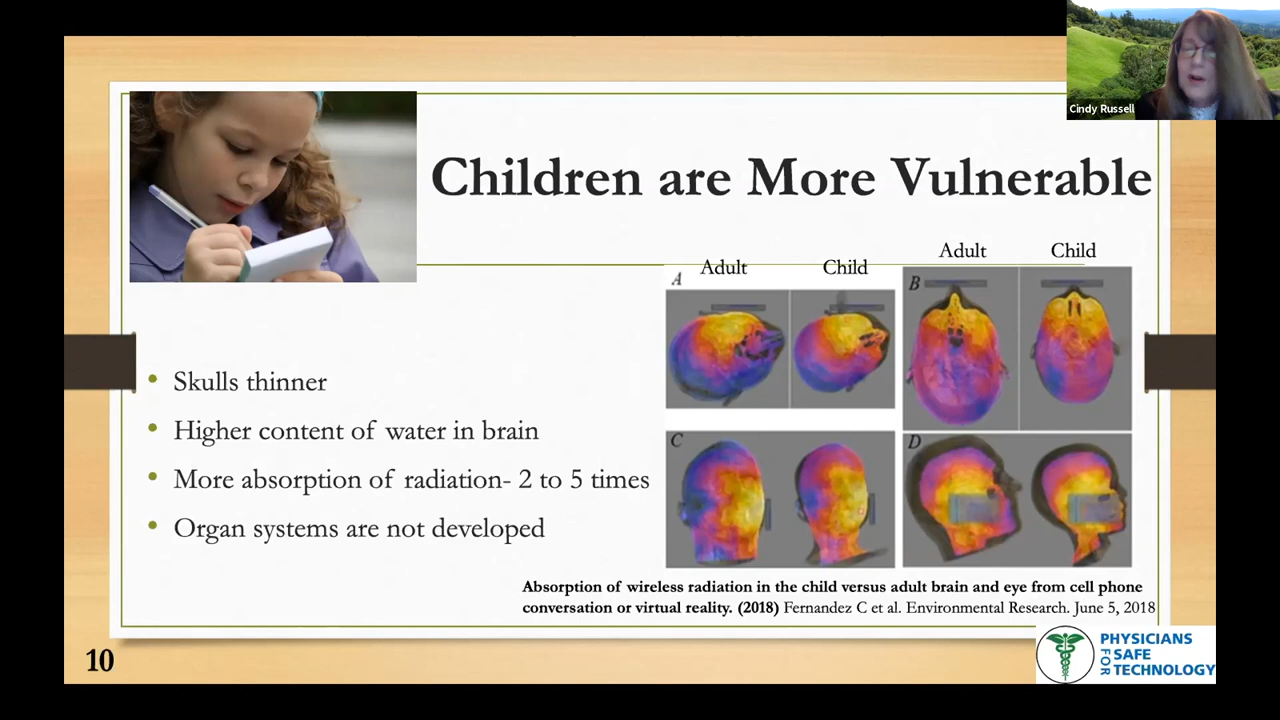 Cindy Russell
Children are More Vulnerable
Adult
Child
Adult
Child
A
B
C
D
• Skulls thinner
• Higher content of water in brain
• More absorption of radiation- 2 to 5 times
• Organ systems are not developed
Absorption of wireless radiation in the child versus adult brain and eye from cell phone
conversation or virtual reality. (2018) Fernandez C et al. Environmental Research. June 5, 2018
10
PHYSICIANS
FOR SAFE
TECHNOLOGY